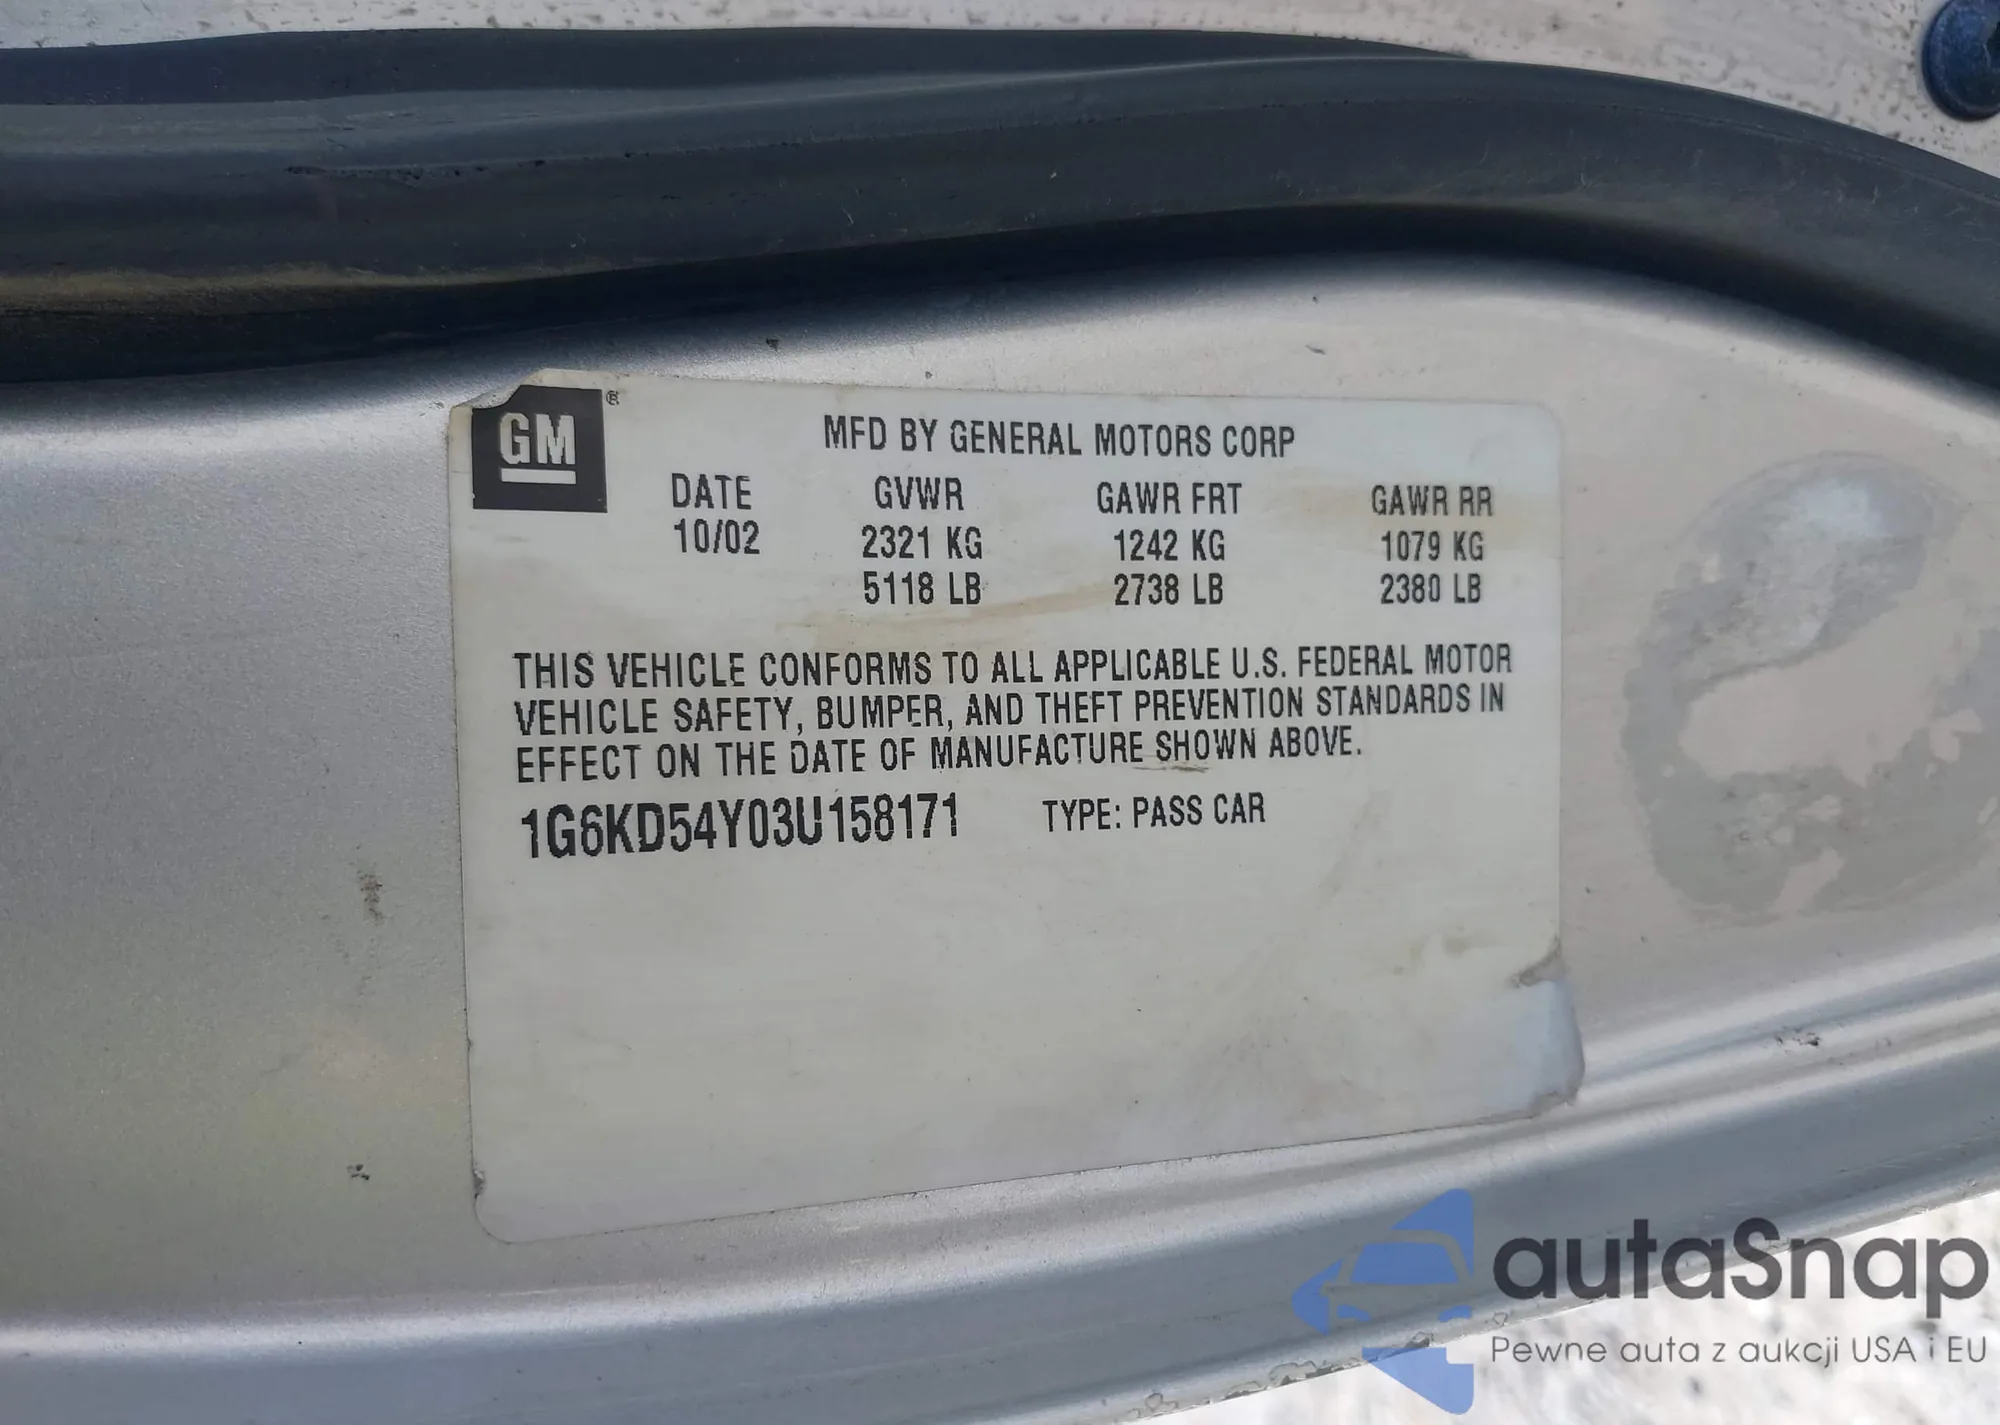 GM ®
MFD BY GENERAL MOTORS CORP
DATE GVWR GAWR FRT GAWR RR
10/02 2321 KG 1242 KG 1079 KG
5118 LB 2738 LB 2380 LB
THIS VEHICLE CONFORMS TO ALL APPLICABLE U.S. FEDERAL MOTOR
VEHICLE SAFETY, BUMPER, AND THEFT PREVENTION STANDARDS IN
EFFECT ON THE DATE OF MANUFACTURE SHOWN ABOVE.
1G6KD54Y03U158171 TYPE: PASS CAR
autaSnap
Pewne auta z aukcji USA i EU